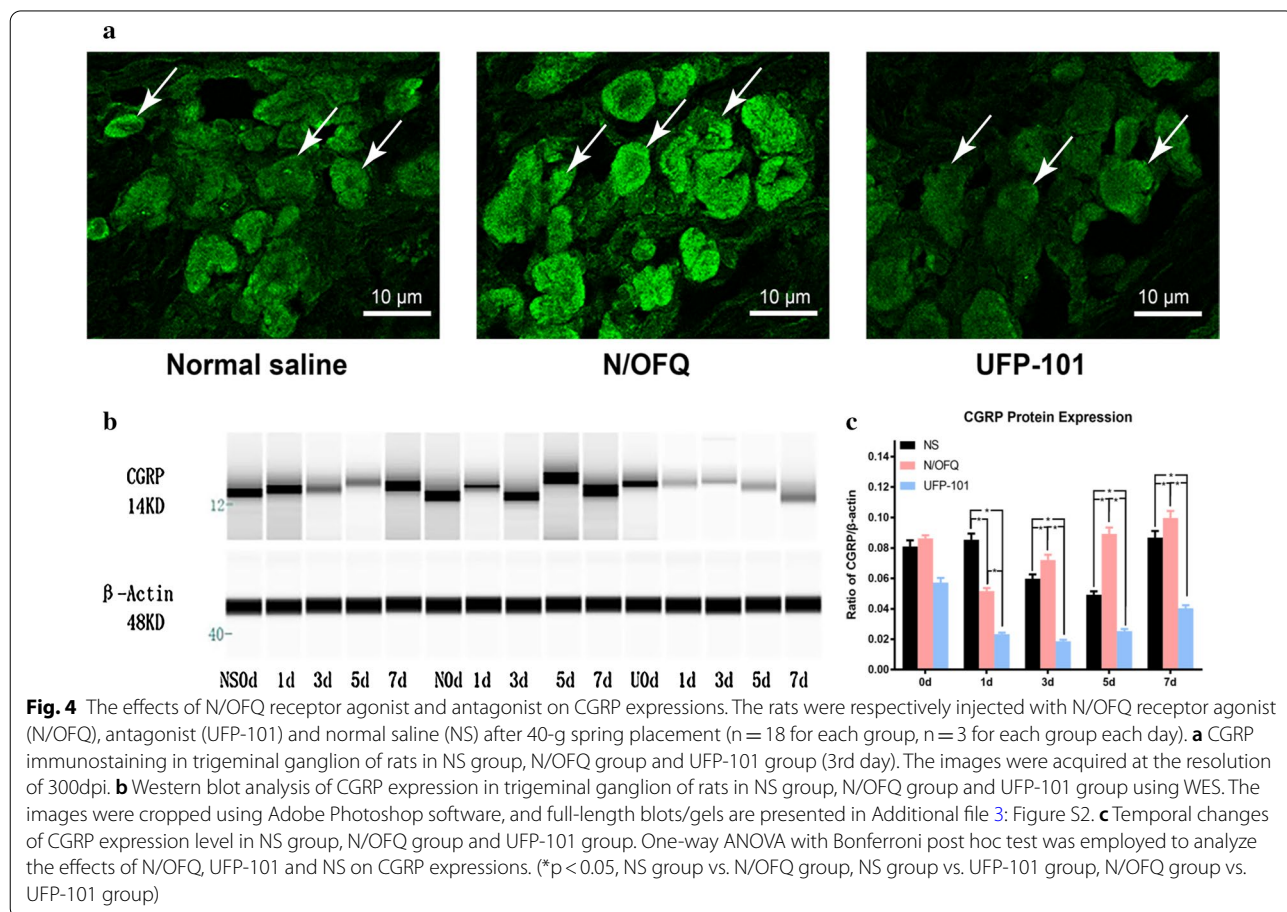 a
10 µm
10 µm
10 µm
Normal saline
N/OFQ
UFP-101
b
CGRP
14KD
12
β-Actin
48KD
40
NS0d 1d 3d 5d 7d N0d 1d 3d 5d 7d U0d 1d 3d 5d 7d
c
CGRP Protein Expression
NS
N/OFQ
UFP-101
Ratio of CGRP/β-actin
0.14
0.12
0.10
0.08
0.06
0.04
0.02
0.00
* * *
* * *
* * *
* * *
0d 1d 3d 5d 7d
Fig. 4 The effects of N/OFQ receptor agonist and antagonist on CGRP expressions. The rats were respectively injected with N/OFQ receptor agonist
(N/OFQ), antagonist (UFP-101) and normal saline (NS) after 40-g spring placement (n = 18 for each group, n = 3 for each group each day). a CGRP
immunostaining in trigeminal ganglion of rats in NS group, N/OFQ group and UFP-101 group (3rd day). The images were acquired at the resolution
of 300dpi. b Western blot analysis of CGRP expression in trigeminal ganglion of rats in NS group, N/OFQ group and UFP-101 group using WES. The
images were cropped using Adobe Photoshop software, and full-length blots/gels are presented in Additional file 3: Figure S2. c Temporal changes
of CGRP expression level in NS group, N/OFQ group and UFP-101 group. One-way ANOVA with Bonferroni post hoc test was employed to analyze
the effects of N/OFQ, UFP-101 and NS on CGRP expressions. (*p < 0.05, NS group vs. N/OFQ group, NS group vs. UFP-101 group, N/OFQ group vs.
UFP-101 group)